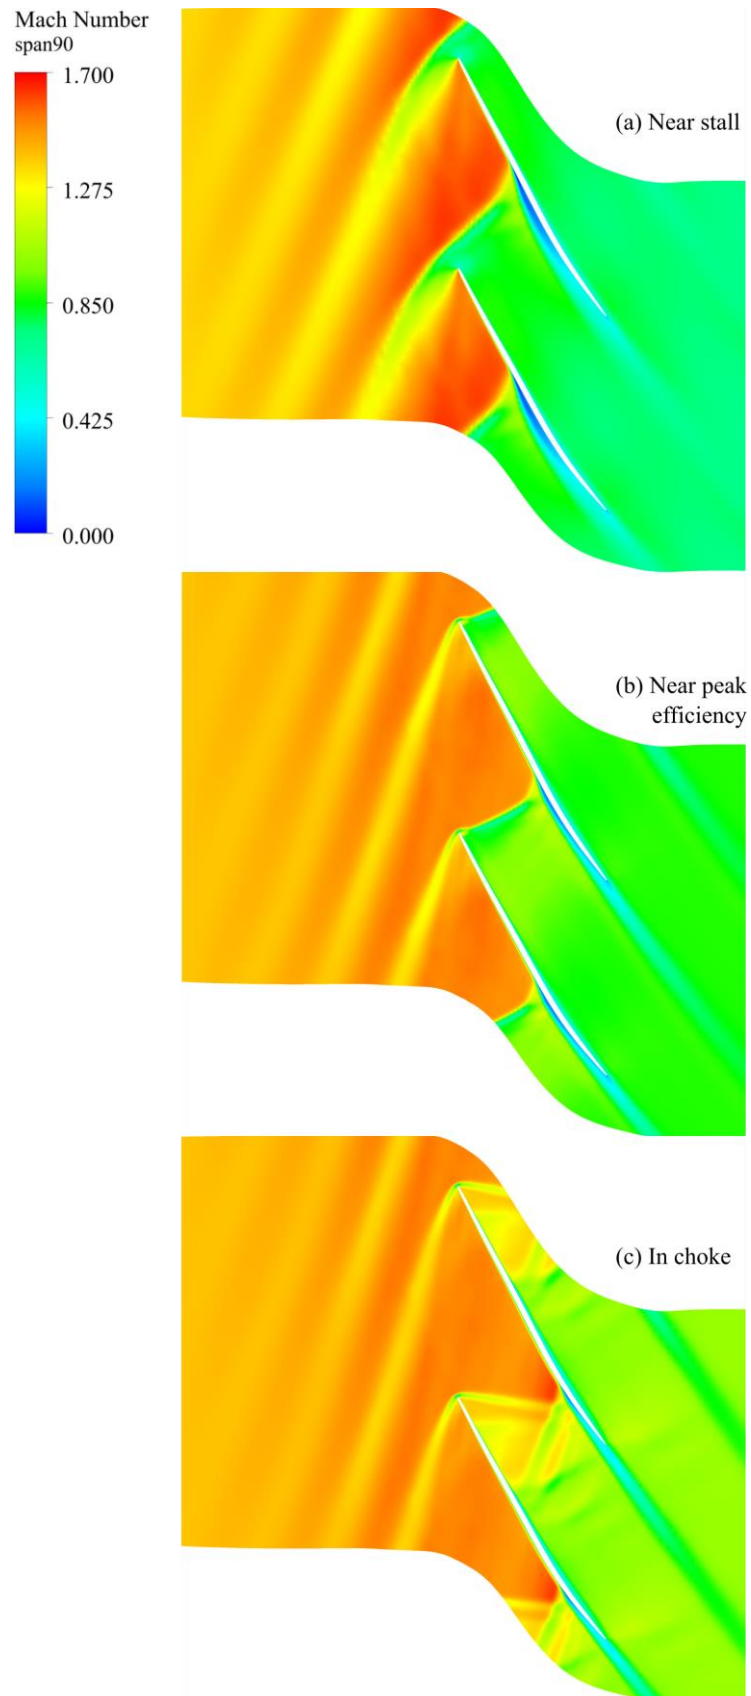 Mach Number
span90
1.700
1.275
0.850
0.425
0.000
(a) Near stall
(b) Near peak
efficiency
(c) In choke